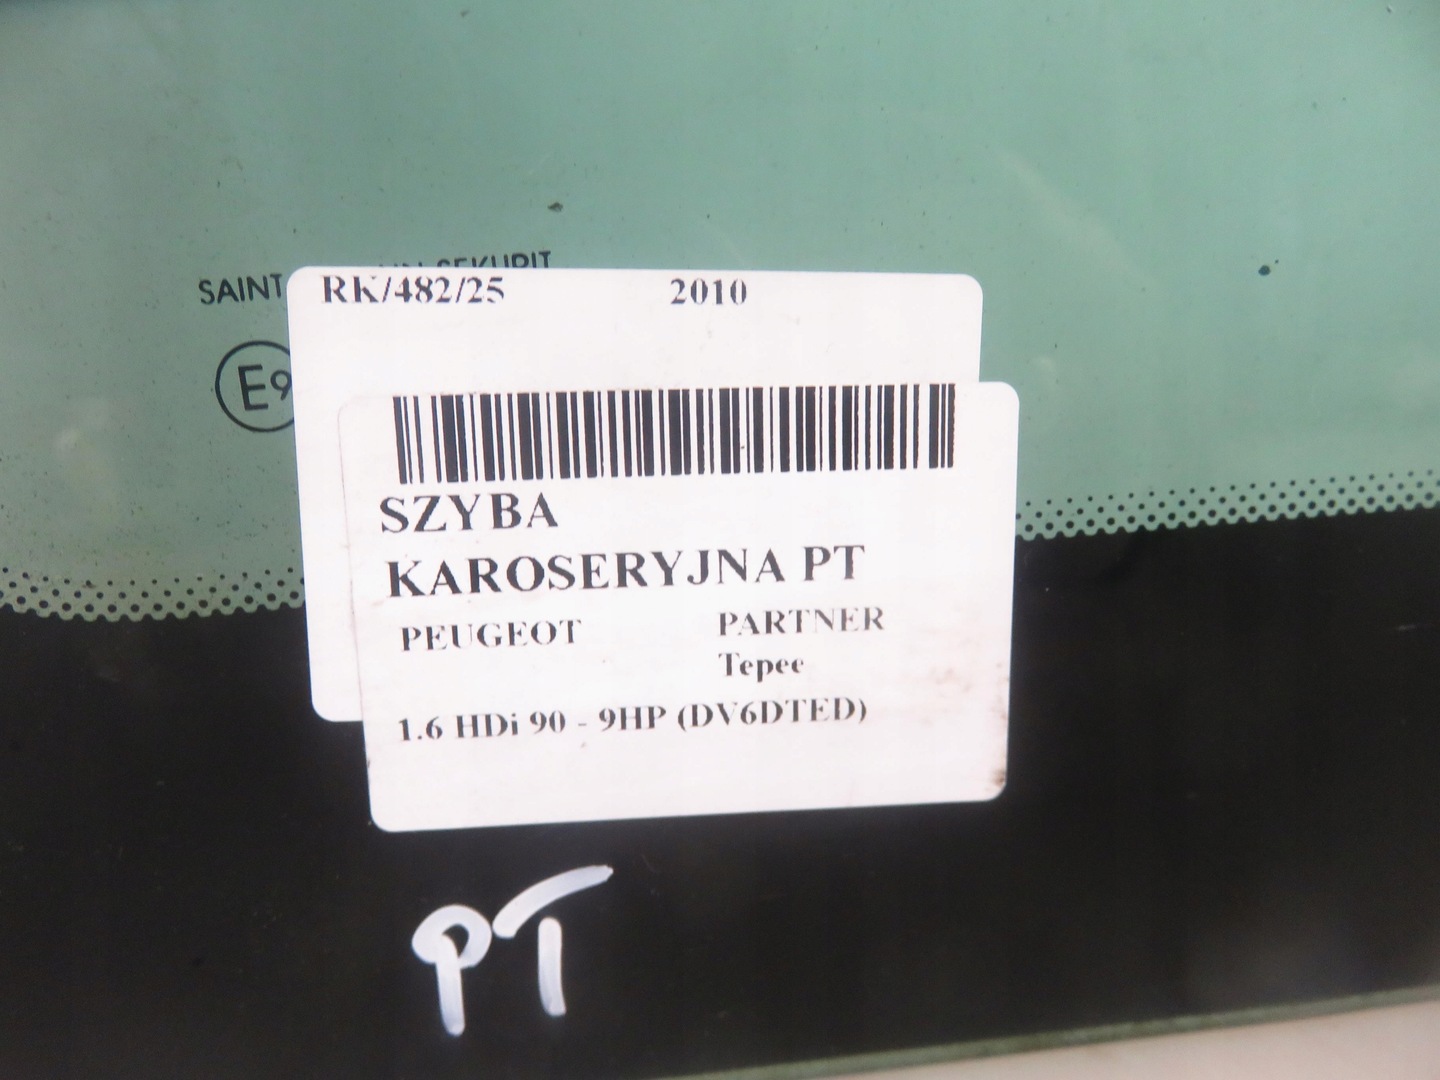 SAINT SEKURIT
E9
RK/482/25 2010
SZYBA
KAROSERYJNA PT
PEUGEOT PARTNER
Tepee
1.6 HDi 90 - 9HP (DV6DTED)
PT